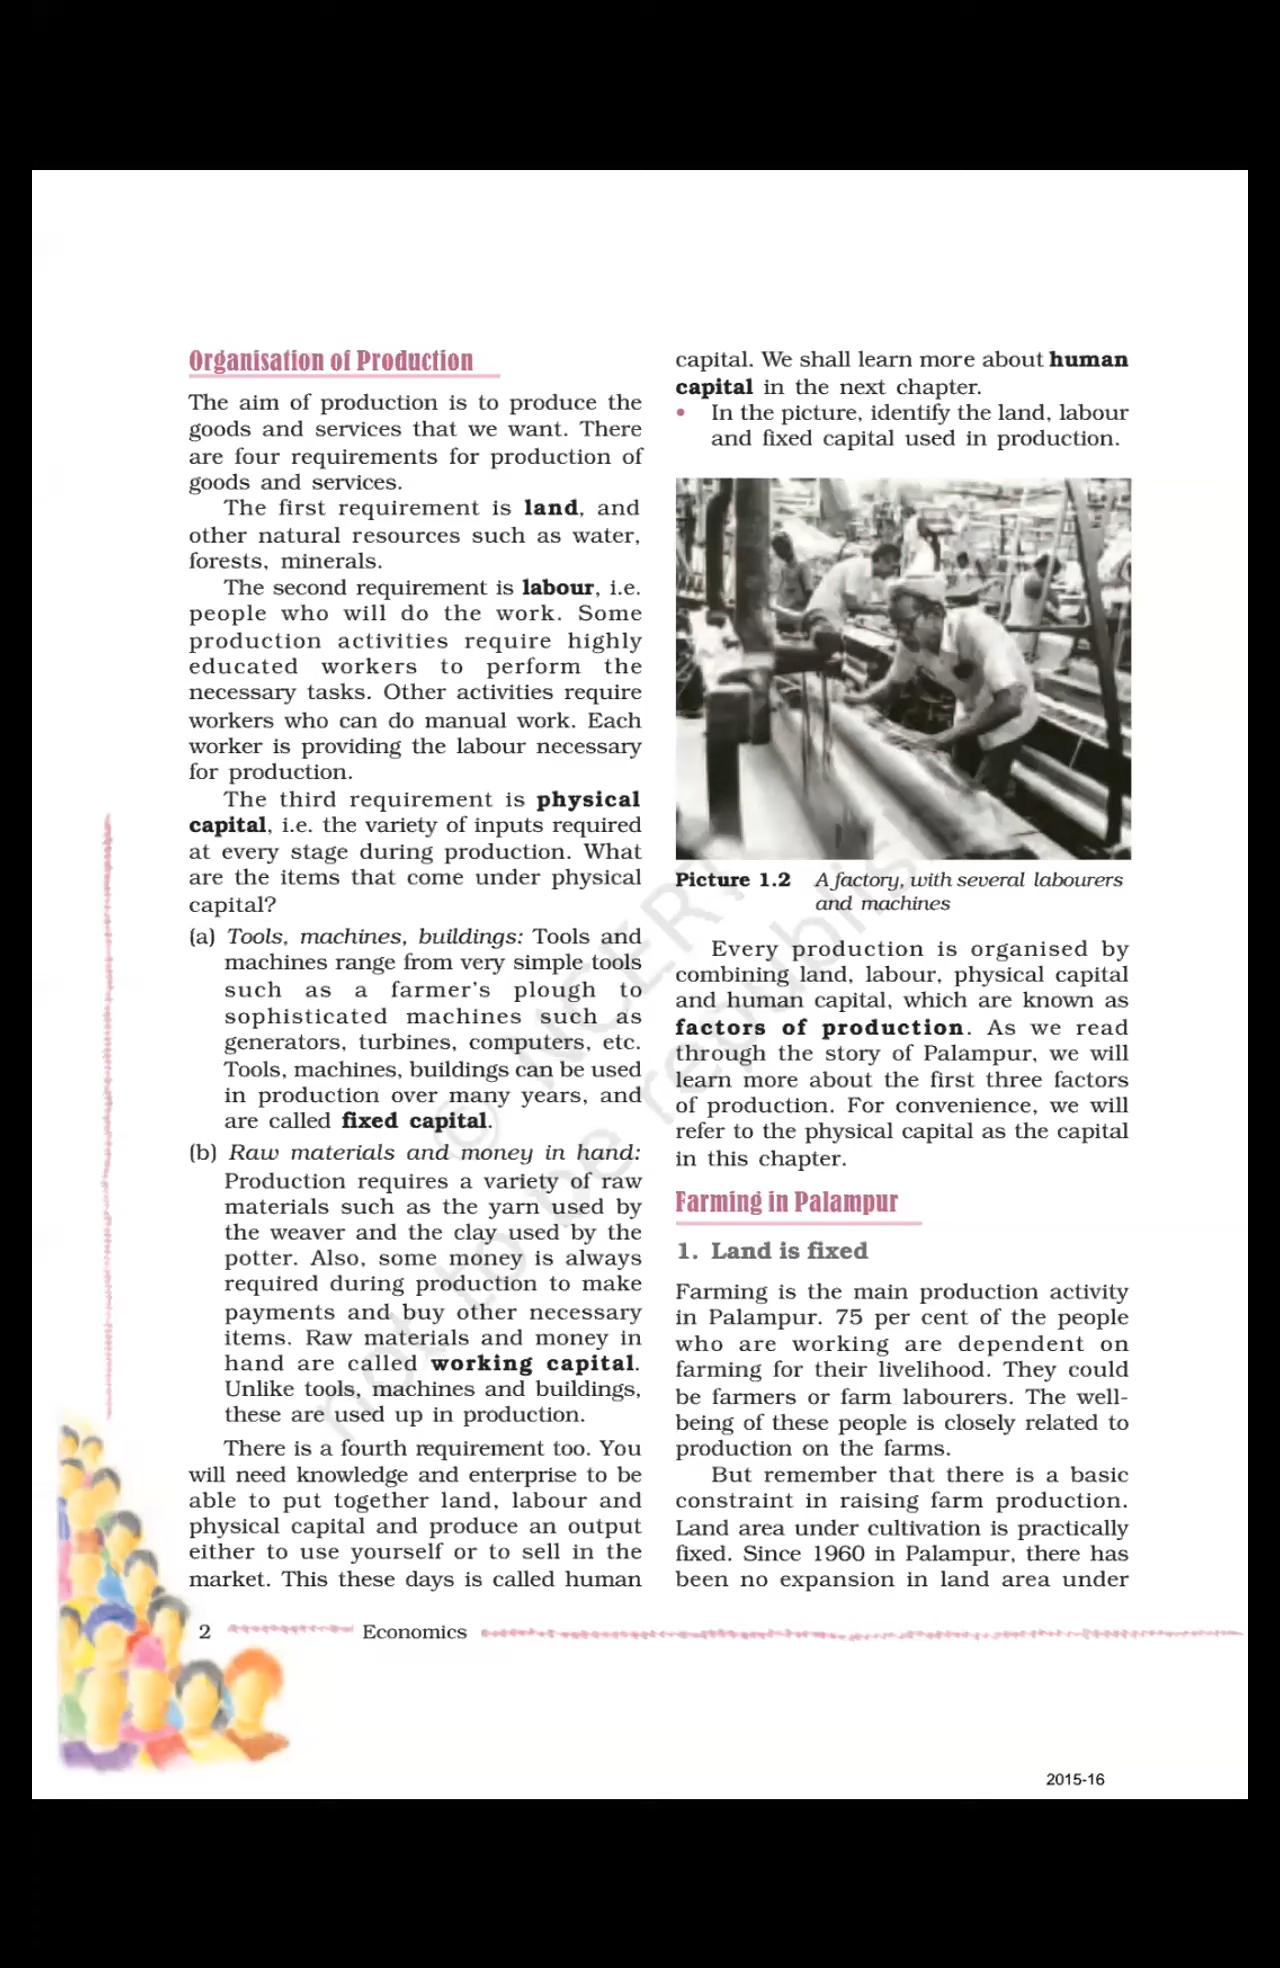 Organisation of Production
The aim of production is to produce the
goods and services that we want. There
are four requirements for production of
goods and services.
The first requirement is land, and
other natural resources such as water,
forests, minerals.
The second requirement is labour, i.e.
people who will do the work. Some
production activities require highly
educated workers to perform the
necessary tasks. Other activities require
workers who can do manual work. Each
worker is providing the labour necessary
for production.
The third requirement is physical
capital, i.e. the variety of inputs required
at every stage during production. What
are the items that come under physical
capital?
(a) Tools, machines, buildings: Tools and
machines range from very simple tools
such as a farmer's plough to
sophisticated machines such as
generators, turbines, computers, etc.
Tools, machines, buildings can be used
in production over many years, and
are called fixed capital.
(b) Raw materials and money in hand:
Production requires a variety of raw
materials such as the yarn used by
the weaver and the clay used by the
potter. Also, some money is always
required during production to make
payments and buy other necessary
items. Raw materials and money in
hand are called working capital.
Unlike tools, machines and buildings,
these are used up in production.
There is a fourth requirement too. You
will need knowledge and enterprise to be
able to put together land, labour and
physical capital and produce an output
either to use yourself or to sell in the
market. This these days is called human
capital. We shall learn more about human
capital in the next chapter.
• In the picture, identify the land, labour
and fixed capital used in production.
Picture 1.2 A factory, with several labourers
and machines
Every production is organised by
combining land, labour, physical capital
and human capital, which are known as
factors of production. As we read
through the story of Palampur, we will
learn more about the first three factors
of production. For convenience, we will
refer to the physical capital as the capital
in this chapter.
Farming in Palampur
1. Land is fixed
Farming is the main production activity
in Palampur. 75 per cent of the people
who are working are dependent on
farming for their livelihood. They could
be farmers or farm labourers. The well-
being of these people is closely related to
production on the farms.
But remember that there is a basic
constraint in raising farm production.
Land area under cultivation is practically
fixed. Since 1960 in Palampur, there has
been no expansion in land area under
2 Economics
2015-16
© NCERT
not to be republis